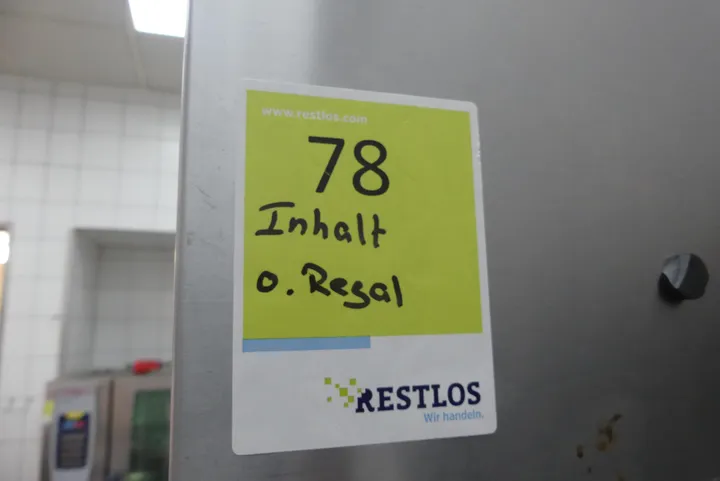 www.restlos.com
78
Inhalt
o. Regal
RESTLOS
Wir handeln.